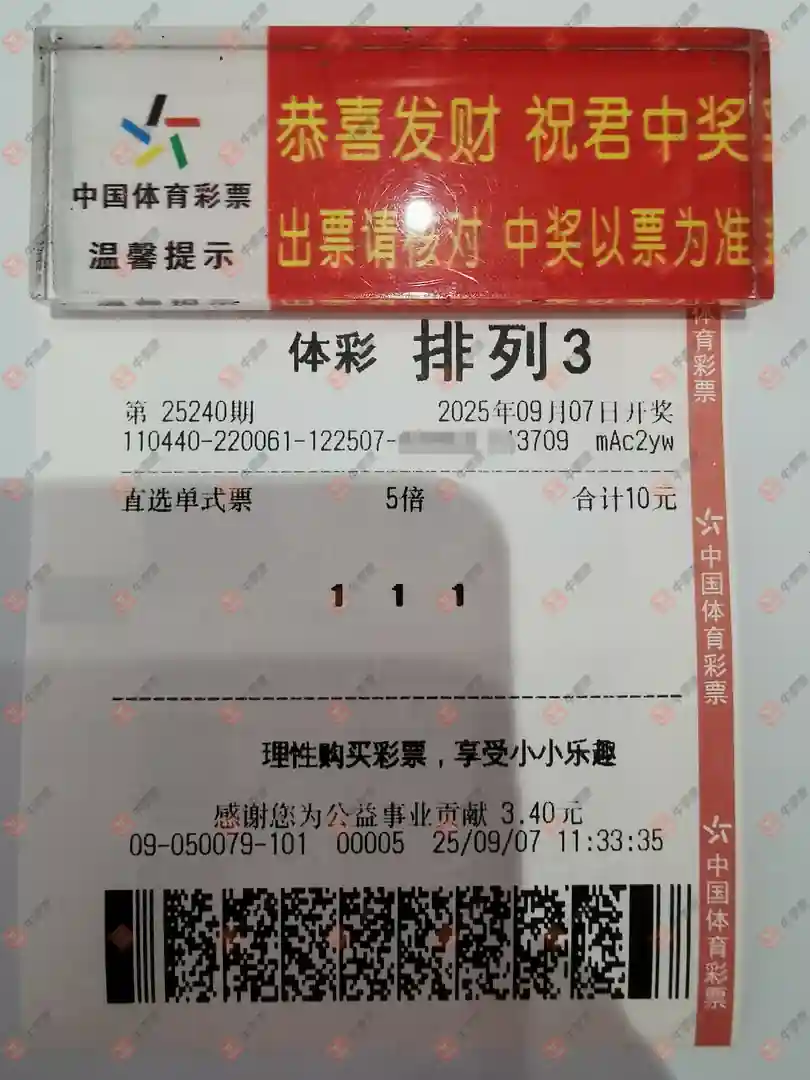 中国体育彩票
温馨提示
恭喜发财 祝君中奖
出票请核对 中奖以票为准
体彩 排列3
第 25240期 2025年09月07日开奖
110440-220061-122507- 13709 mAc2yw
直选单式票 5倍 合计10元
1 1 1
理性购买彩票，享受小小乐趣
感谢您为公益事业贡献 3.40元
09-050079-101 00005 25/09/07 11:33:35
体育彩票
中国体育彩票
中国体育彩票